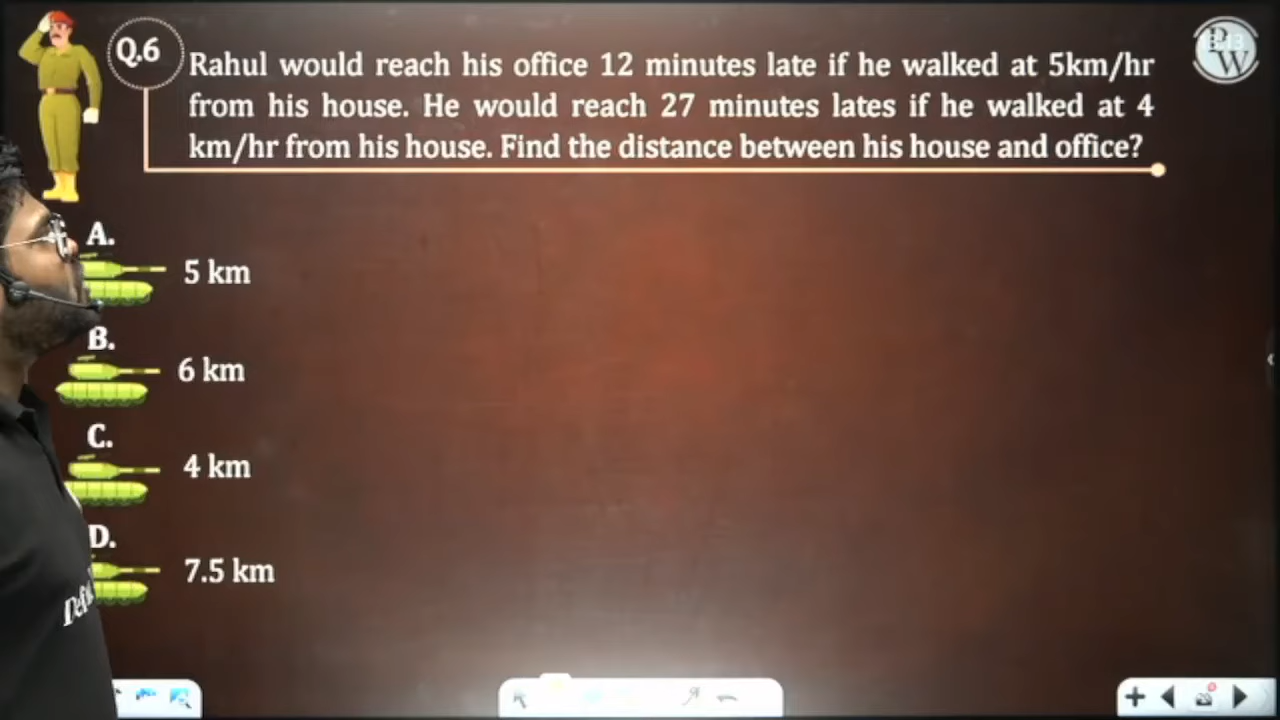 Q.6
Rahul would reach his office 12 minutes late if he walked at 5km/hr
from his house. He would reach 27 minutes lates if he walked at 4
km/hr from his house. Find the distance between his house and office?
A.
5 km
B.
6 km
C.
4 km
D.
7.5 km